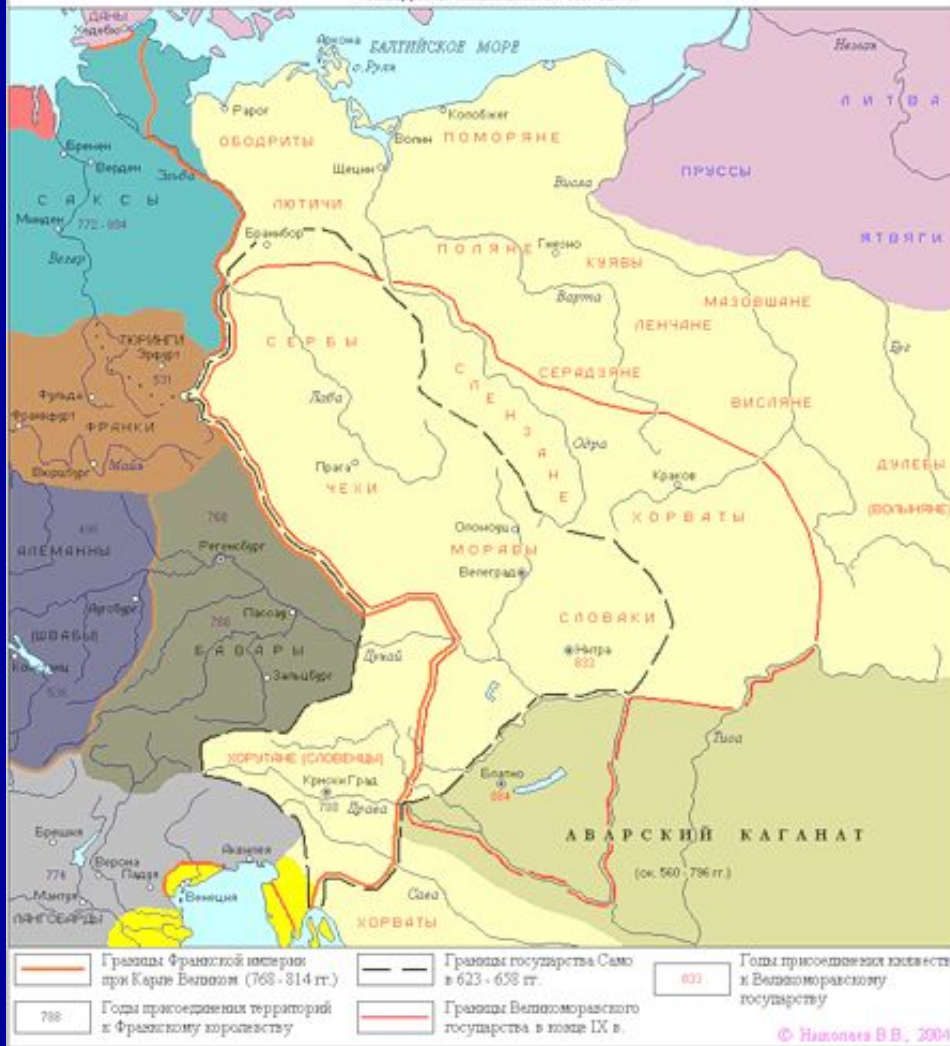 ДАНЫ
Хедебю
Аркона
БАЛТИЙСКОЕ МОРЕ
о.Руян
Неман
ЛИТВА
Рарог
Колобжег
ОБОДРИТЫ
Волин
ПОМОРЯНЕ
Бремен
Верден
Щецин
Эльба
Висла
ПРУССЫ
САКСЫ
ЛЮТИЧИ
Минден
772 - 804
Бранибор
ПОЛЯНЕ
Гнезно
ЯТВЯГИ
Везер
КУЯВЫ
Варта
МАЗОВШАНЕ
ЛЕНЧАНЕ
ТЮРИНГИ
Эрфурт
СЕРБЫ
Буг
531
СЛЕНЗАНЕ
СЕРАДЗЯНЕ
Фульда
Лаба
ВИСЛЯНЕ
Франкфурт
ФРАНКИ
Одра
Вюрцбург
Майн
Прага
ЧЕХИ
Краков
ДУЛЕБЫ
(ВОЛЫНЯНЕ)
788
ХОРВАТЫ
Оломоуц
АЛЕМАННЫ
Регенсбург
МОРАВЫ
Велеград
Аугсбург
Пассау
СЛОВАКИ
(ШВАБЫ)
788
БАВАРЫ
Дунай
Нитра
833
Зальцбург
536
Тиса
ХОРУТАНЕ (СЛОВЕНЦЫ)
Крнски Град
Блатно
788
Драва
884
Брешия
АВАРСКИЙ КАГАНАТ
Верона
Аквилея
(ок. 560 - 796 гг.)
774
Падуя
Мантуя
Венеция
Сава
ЛАНГОБАРДЫ
ХОРВАТЫ
Границы Франкской империи
при Карле Великом (768 - 814 гг.)
Границы государства Само
в 623 - 658 гг.
833
Годы присоединения княжеств
к Великоморавскому
государству
788
Годы присоединения территорий
к Франкскому королевству
Границы Великоморавского
государства в конце IX в.
© Николаев В.В., 2004